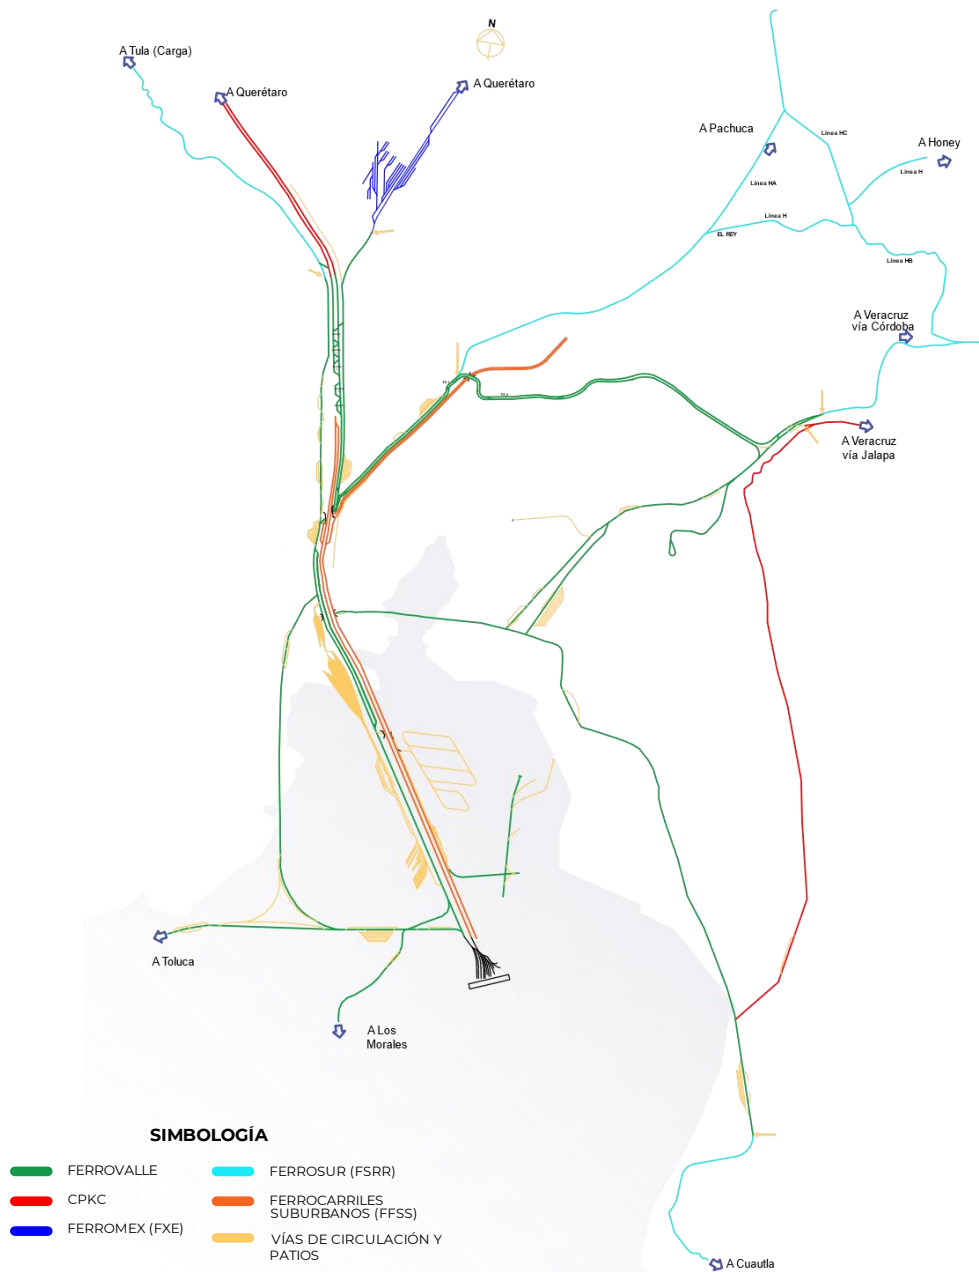 N
A Tula (Carga)
A Querétaro
A Querétaro
A Pachuca
Línea HC
A Honey
Línea H
Línea HA
Línea H
EL REY
Línea HB
A Veracruz
vía Córdoba
A Veracruz
vía Jalapa
A Toluca
A Los
Morales
SIMBOLOGÍA
FERROVALLE
CPKC
FERROMEX (FXE)
FERROSUR (FSRR)
FERROCARRILES
SUBURBANOS (FFSS)
VÍAS DE CIRCULACIÓN Y
PATIOS
A Cuautla